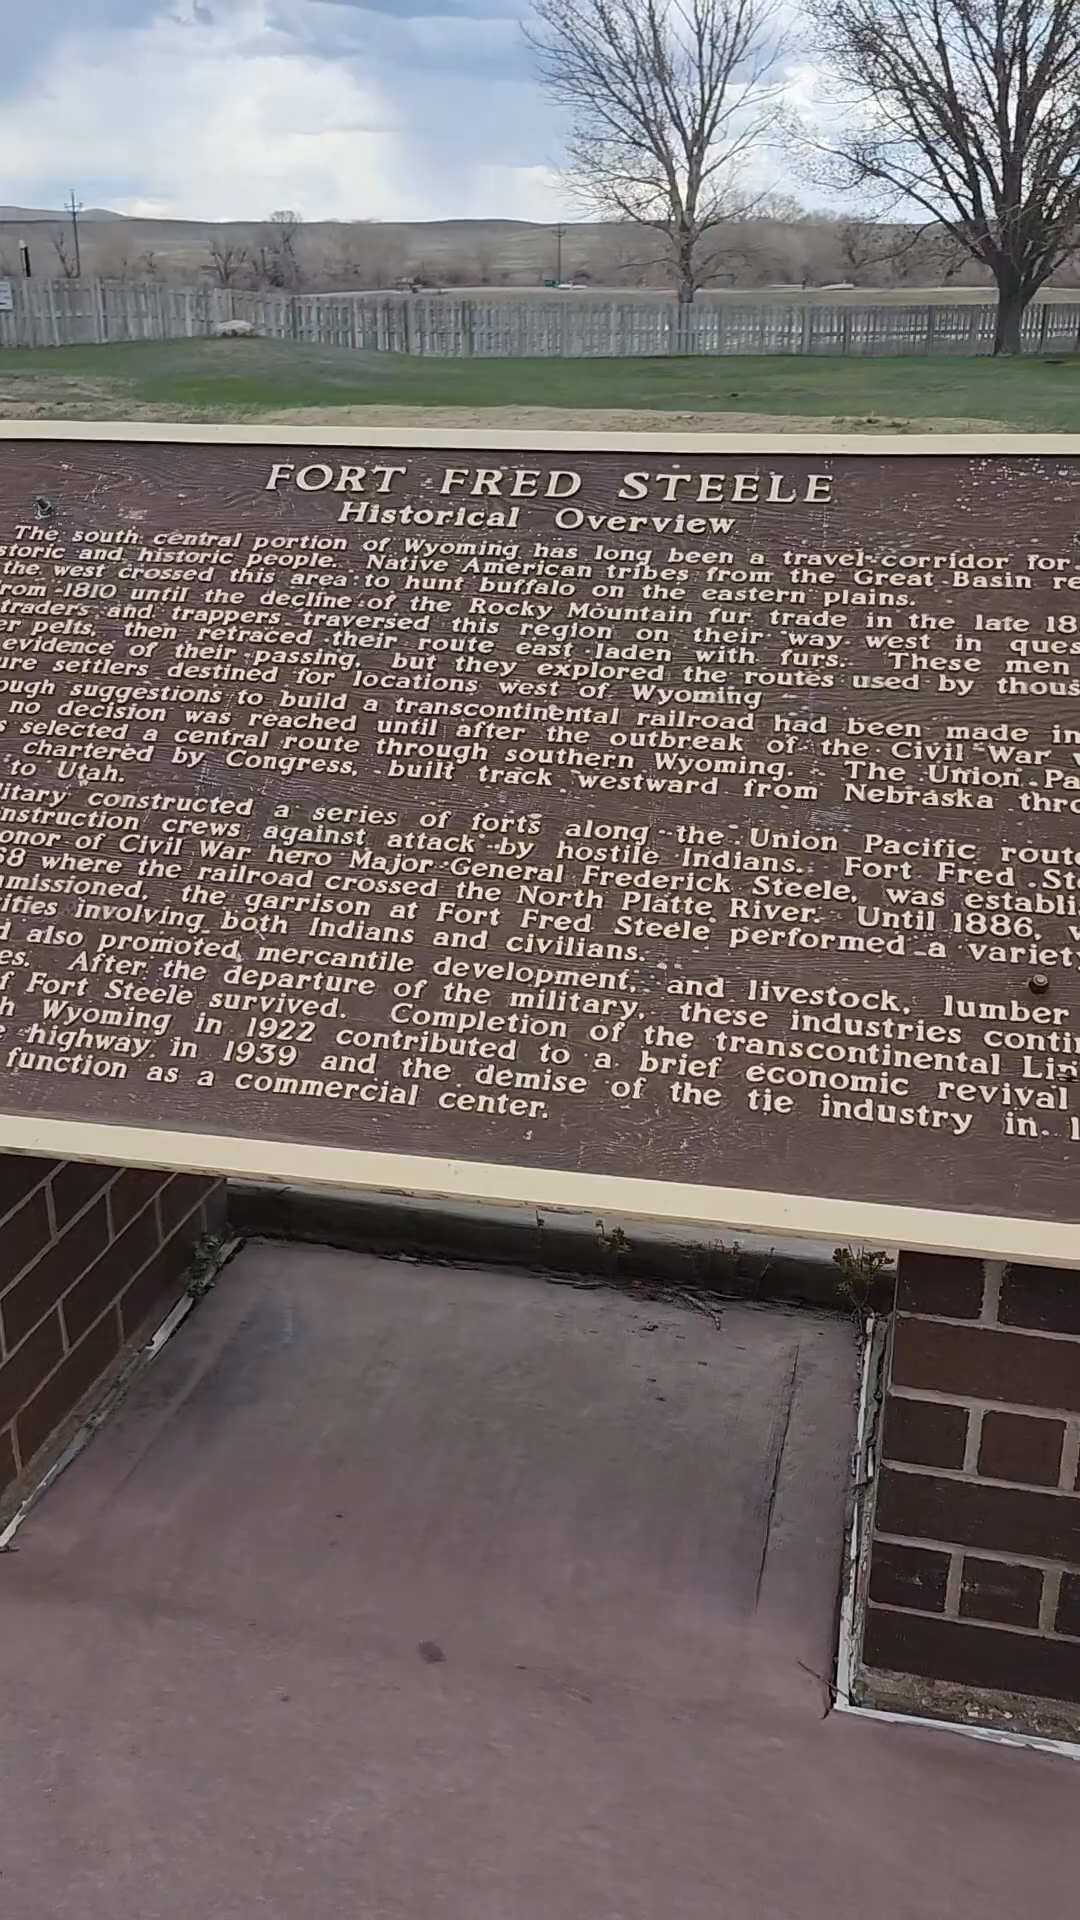 FORT FRED STEELE
Historical Overview
The south central portion of Wyoming has long been a travel-corridor for
storic and historic people. Native American tribes from the Great Basin re
the west crossed this area to hunt buffalo on the eastern plains.
rom 1810 until the decline of the Rocky Mountain fur trade in the late 18
traders and trappers traversed this region on their way west in ques
er pelts, then retraced their route east laden with furs. These men
evidence of their passing, but they explored the routes used by thous
ure settlers destined for locations west of Wyoming
ough suggestions to build a transcontinental railroad had been made in
no decision was reached until after the outbreak of the Civil War
s selected a central route through southern Wyoming. The Union Pa
chartered by Congress, built track westward from Nebraska thro
to Utah.
litary constructed a series of forts along the Union Pacific route
nstruction crews against attack by hostile Indians. Fort Fred Ste
onor of Civil War hero Major General Frederick Steele, was establi
68 where the railroad crossed the North Platte River. Until 1886, w
mmissioned, the garrison at Fort Fred Steele performed a variety
ities involving both Indians and civilians.
d also promoted mercantile development, and livestock, lumber
es. After the departure of the military, these industries contin
f Fort Steele survived. Completion of the transcontinental Lin
h Wyoming in 1922 contributed to a brief economic revival
e highway in 1939 and the demise of the tie industry in 1
function as a commercial center.